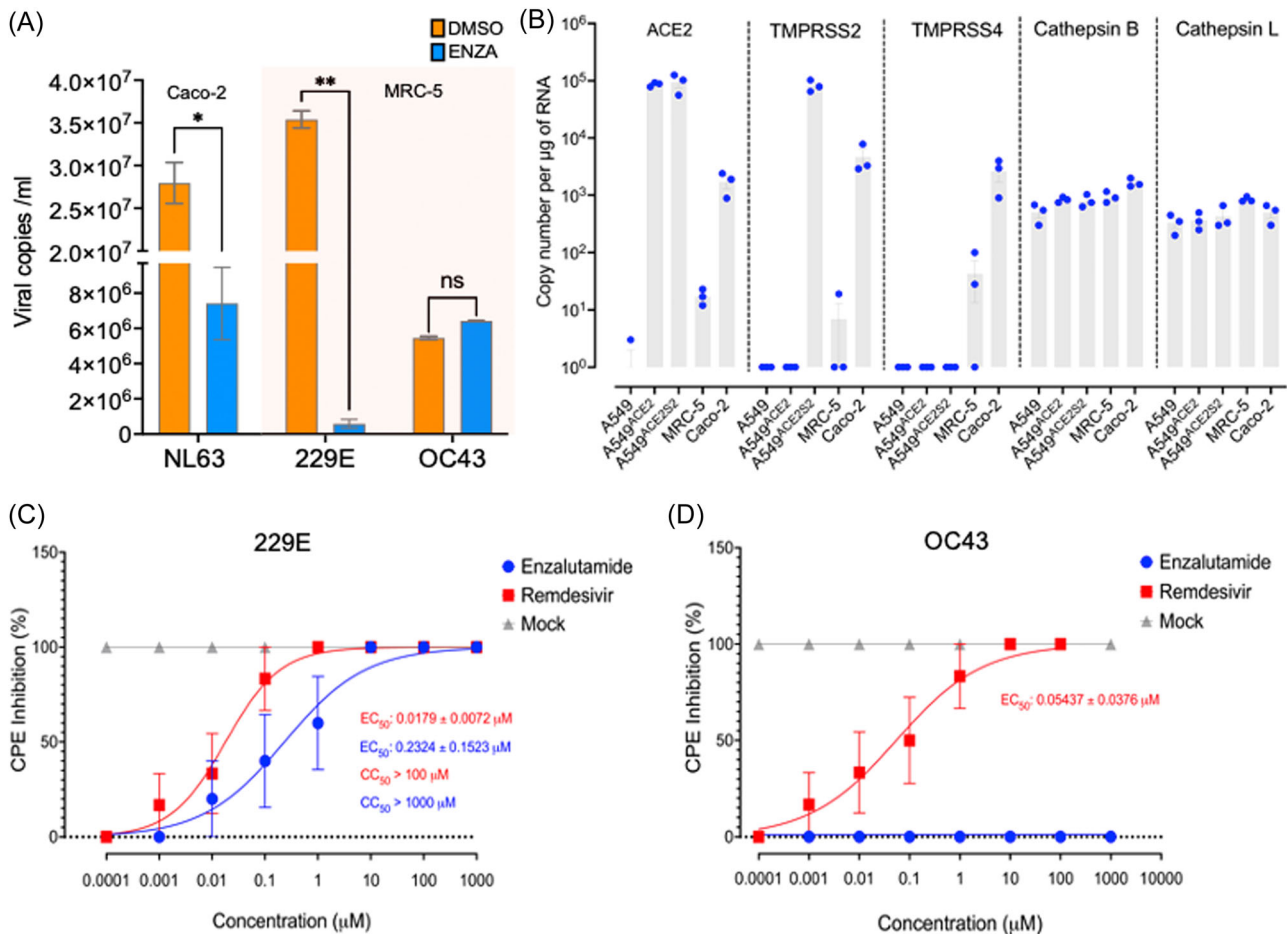 (A)
DMSO
ENZA
Viral copies /ml
4.0×10⁷
3.5×10⁷
3.0×10⁷
2.5×10⁷
2.0×10⁷
8×10⁶
6×10⁶
4×10⁶
2×10⁶
0
Caco-2
MRC-5
*
**
ns
NL63
229E
OC43
(B)
ACE2
TMPRSS2
TMPRSS4
Cathepsin B
Cathepsin L
Copy number per µg of RNA
10⁶
10⁵
10⁴
10³
10²
10¹
10⁰
A549
A549ᴬᶜᴱ²
A549ᴬᶜᴱ²ˢ²
MRC-5
Caco-2
A549
A549ᴬᶜᴱ²
A549ᴬᶜᴱ²ˢ²
MRC-5
Caco-2
A549
A549ᴬᶜᴱ²
A549ᴬᶜᴱ²ˢ²
MRC-5
Caco-2
A549
A549ᴬᶜᴱ²
A549ᴬᶜᴱ²ˢ²
MRC-5
Caco-2
A549
A549ᴬᶜᴱ²
A549ᴬᶜᴱ²ˢ²
MRC-5
Caco-2
(C)
229E
Enzalutamide
Remdesivir
Mock
CPE Inhibition (%)
150
100
50
0
EC₅₀: 0.0179 ± 0.0072 µM
EC₅₀: 0.2324 ± 0.1523 µM
CC₅₀ > 100 µM
CC₅₀ > 1000 µM
0.0001 0.001 0.01 0.1 1 10 100 1000
Concentration (µM)
(D)
OC43
Enzalutamide
Remdesivir
Mock
CPE Inhibition (%)
150
100
50
0
EC₅₀: 0.05437 ± 0.0376 µM
0.0001 0.001 0.01 0.1 1 10 100 1000 10000
Concentration (µM)